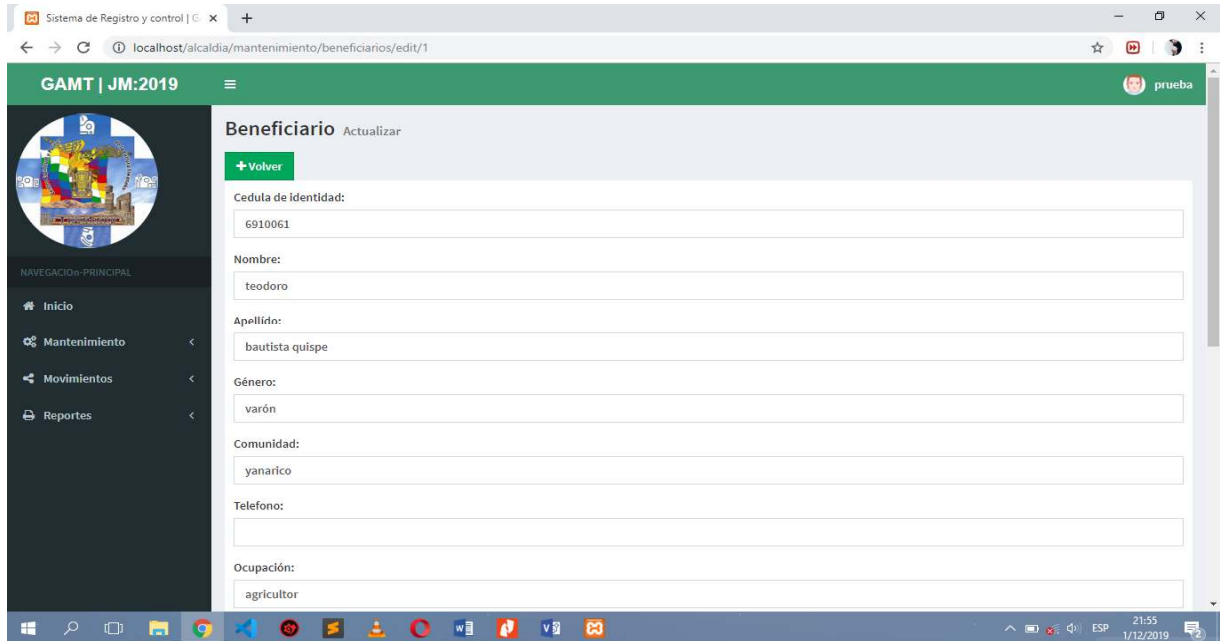 Sistema de Registro y control | G
localhost/alcaldia/mantenimiento/beneficiarios/edit/1
GAMT | JM:2019
prueba
Beneficiario Actualizar
Volver
Cedula de identidad:
6910061
NAVEGACIOn-PRINCIPAL
Nombre:
teodoro
Inicio
Apellído:
Mantenimiento
bautista quispe
Movimientos
Género:
varón
Reportes
Comunidad:
yanarico
Telefono:
Ocupación:
agricultor
ESP
21:55
1/12/2019